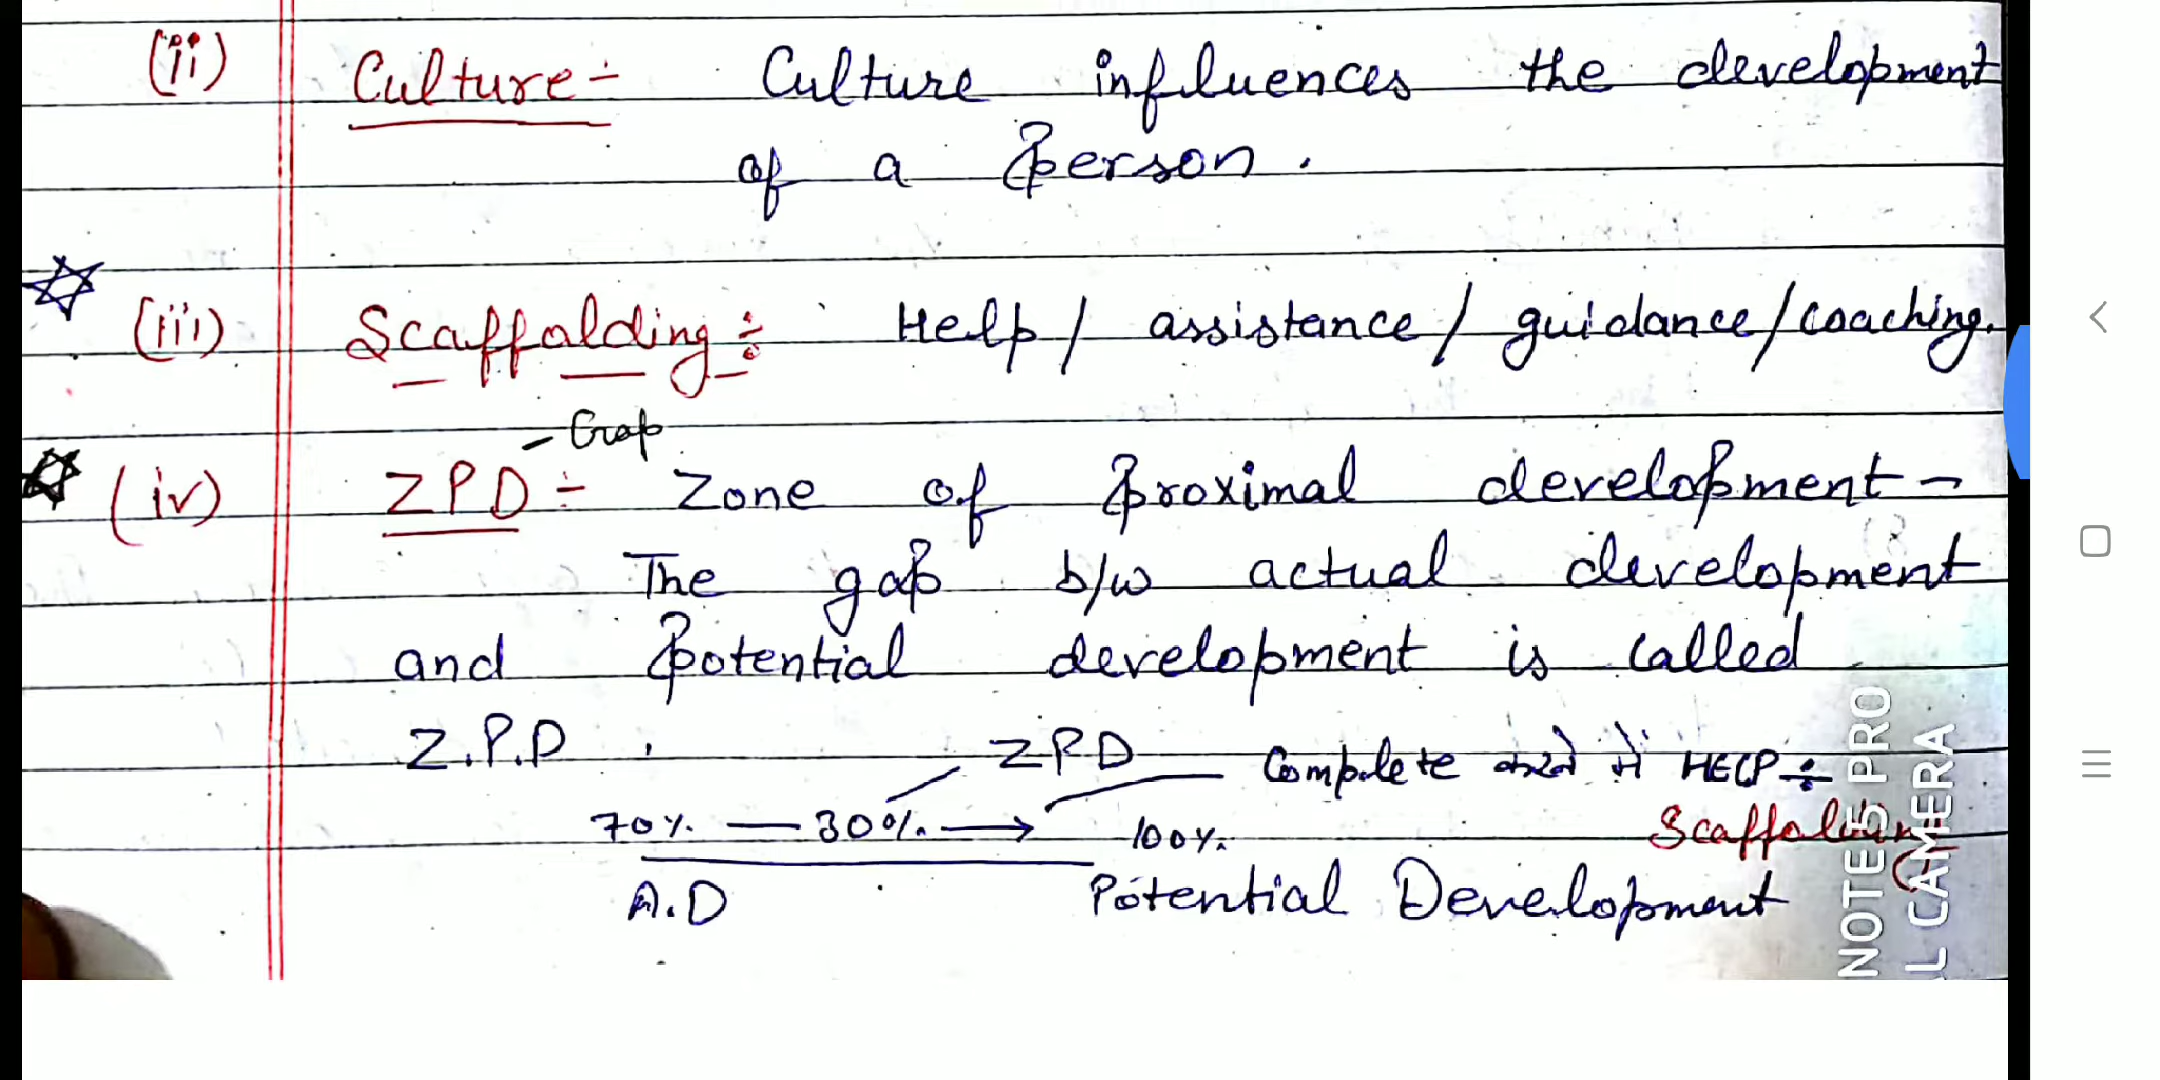 (ii) Culture ÷ Culture influences the development
of a person.
(iii) Scaffolding ÷ Help/ assistance/ guidance/coaching.
- Gap
(iv) ZPD ÷ Zone of Proximal development -
The gap b/w actual development
and potential development is called
Z.P.D ZPD Complete करने में HELP ÷
70% — 30% → 100% Scaffolding
A.D Potential Development
NOTE 5 PRO
L CAMERA